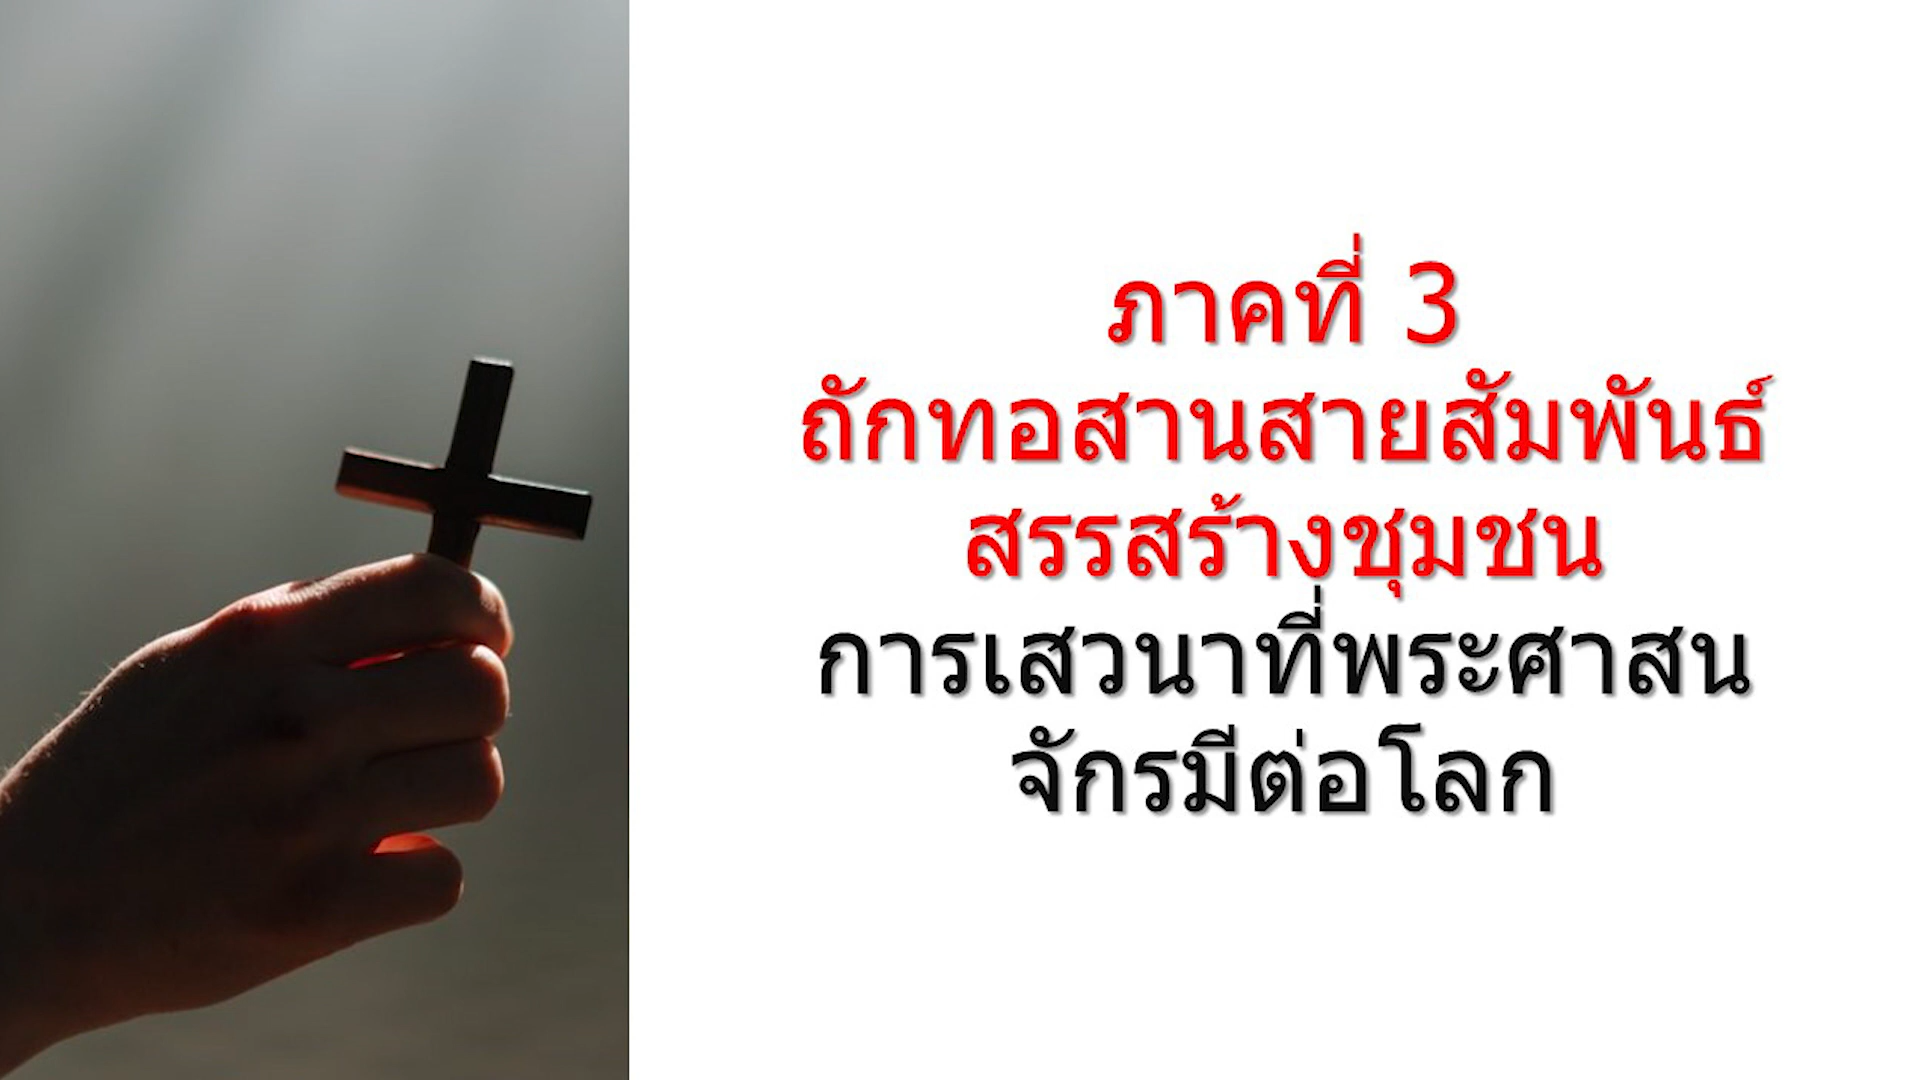 ภาคที่ 3
ถักทอสานสายสัมพันธ์
สรรสร้างชุมชน
การเสวนาที่พระศาสน
จักรมีต่อโลก